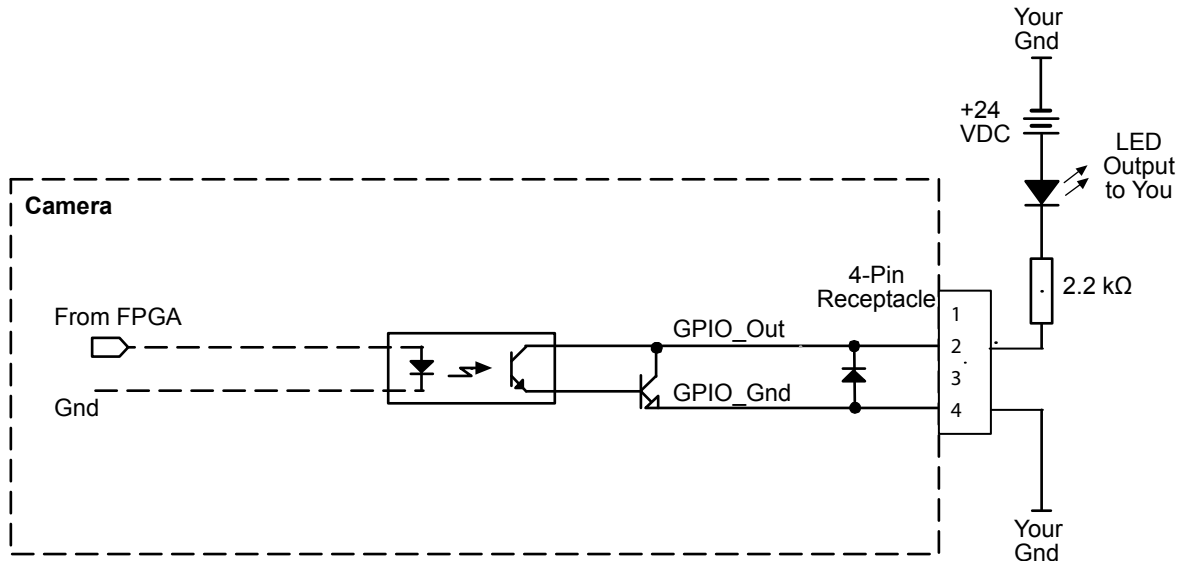 Your
Gnd
+24
VDC
LED
Output
to You
Camera
4-Pin
Receptacle
2.2 kΩ
From FPGA
Gnd
GPIO_Out
GPIO_Gnd
1
2
3
4
Your
Gnd